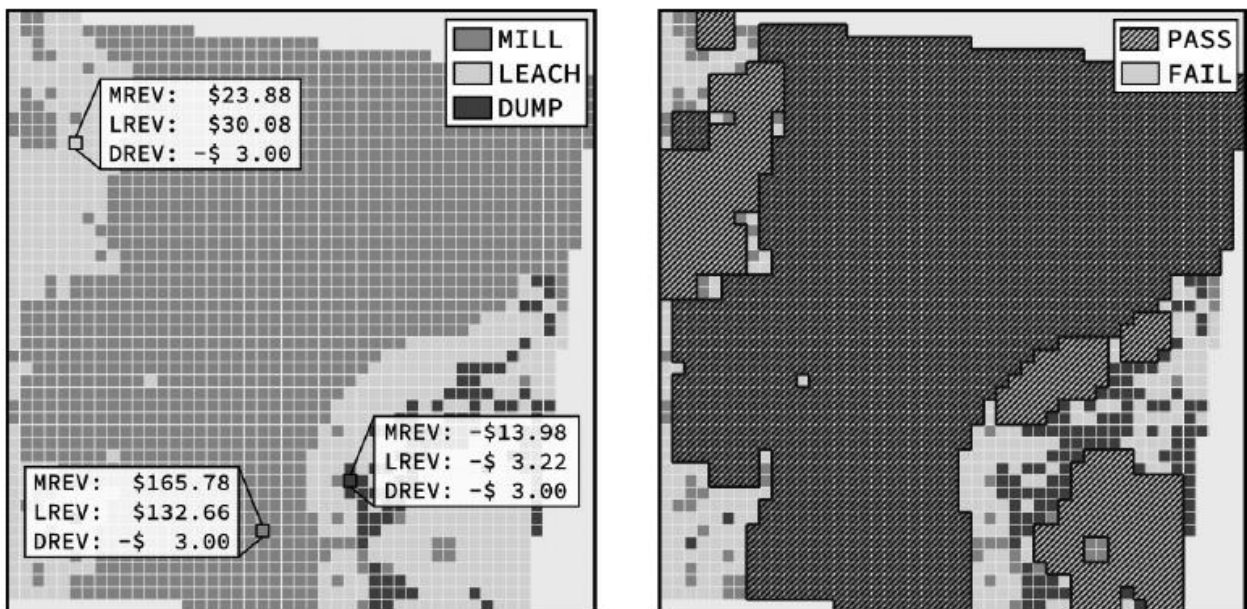 MILL
LEACH
DUMP
MREV: $23.88
LREV: $30.08
DREV: -$ 3.00
MREV: -$13.98
LREV: -$ 3.22
DREV: -$ 3.00
MREV: $165.78
LREV: $132.66
DREV: -$ 3.00
PASS
FAIL